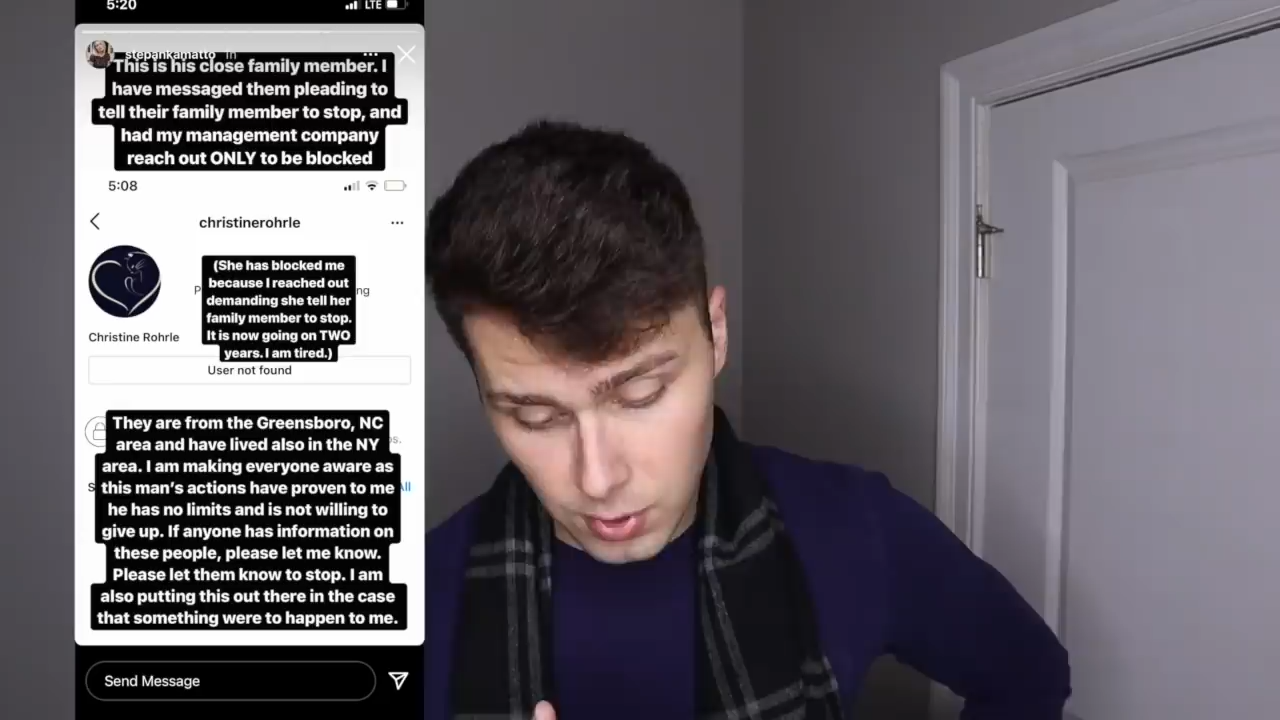 5:20
LTE
stepankamatto 1h
This is his close family member. I
have messaged them pleading to
tell their family member to stop, and
had my management company
reach out ONLY to be blocked
5:08
christinerohrle
(She has blocked me
because I reached out
demanding she tell her
family member to stop.
It is now going on TWO
years. I am tired.)
Christine Rohrle
User not found
They are from the Greensboro, NC
area and have lived also in the NY
area. I am making everyone aware as
this man's actions have proven to me
he has no limits and is not willing to
give up. If anyone has information on
these people, please let me know.
Please let them know to stop. I am
also putting this out there in the case
that something were to happen to me.
Send Message